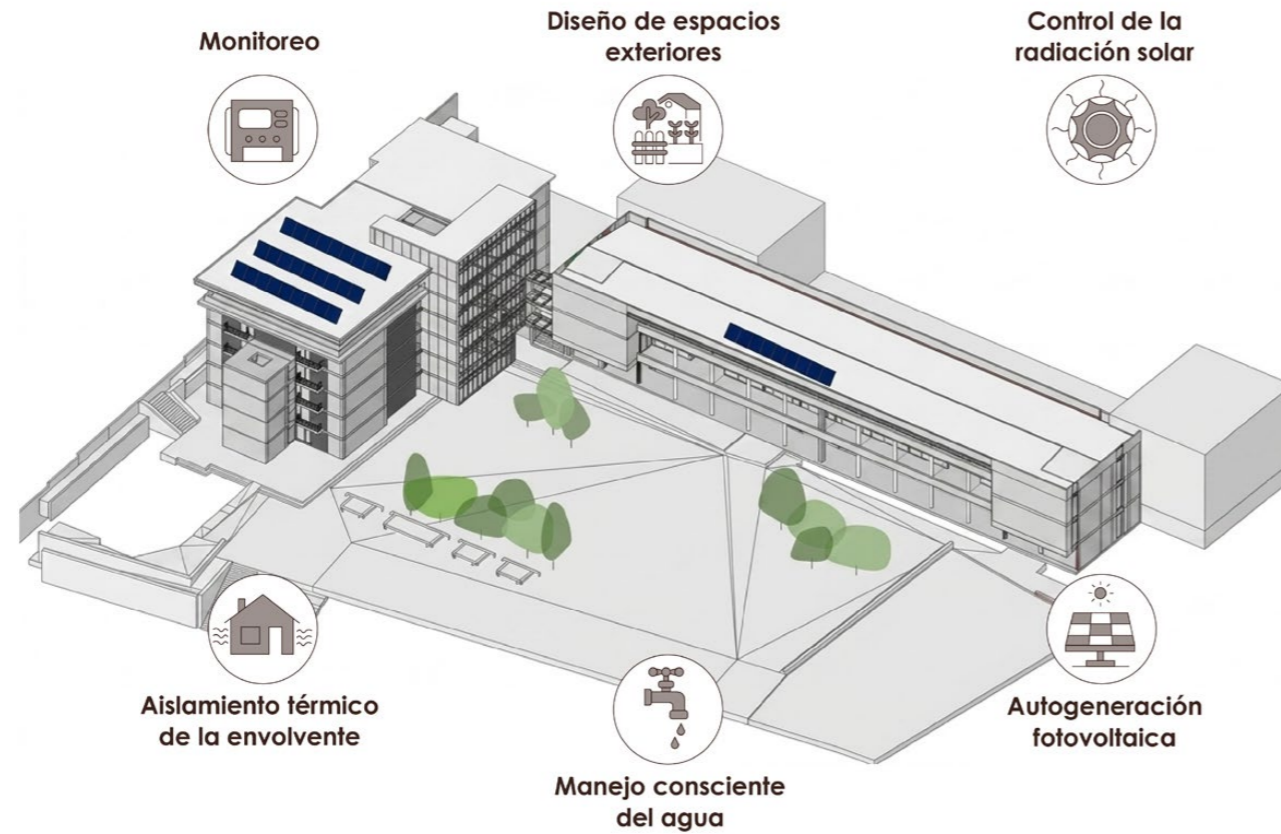 Monitoreo
Diseño de espacios
exteriores
Control de la
radiación solar
Aislamiento térmico
de la envolvente
Manejo consciente
del agua
Autogeneración
fotovoltaica